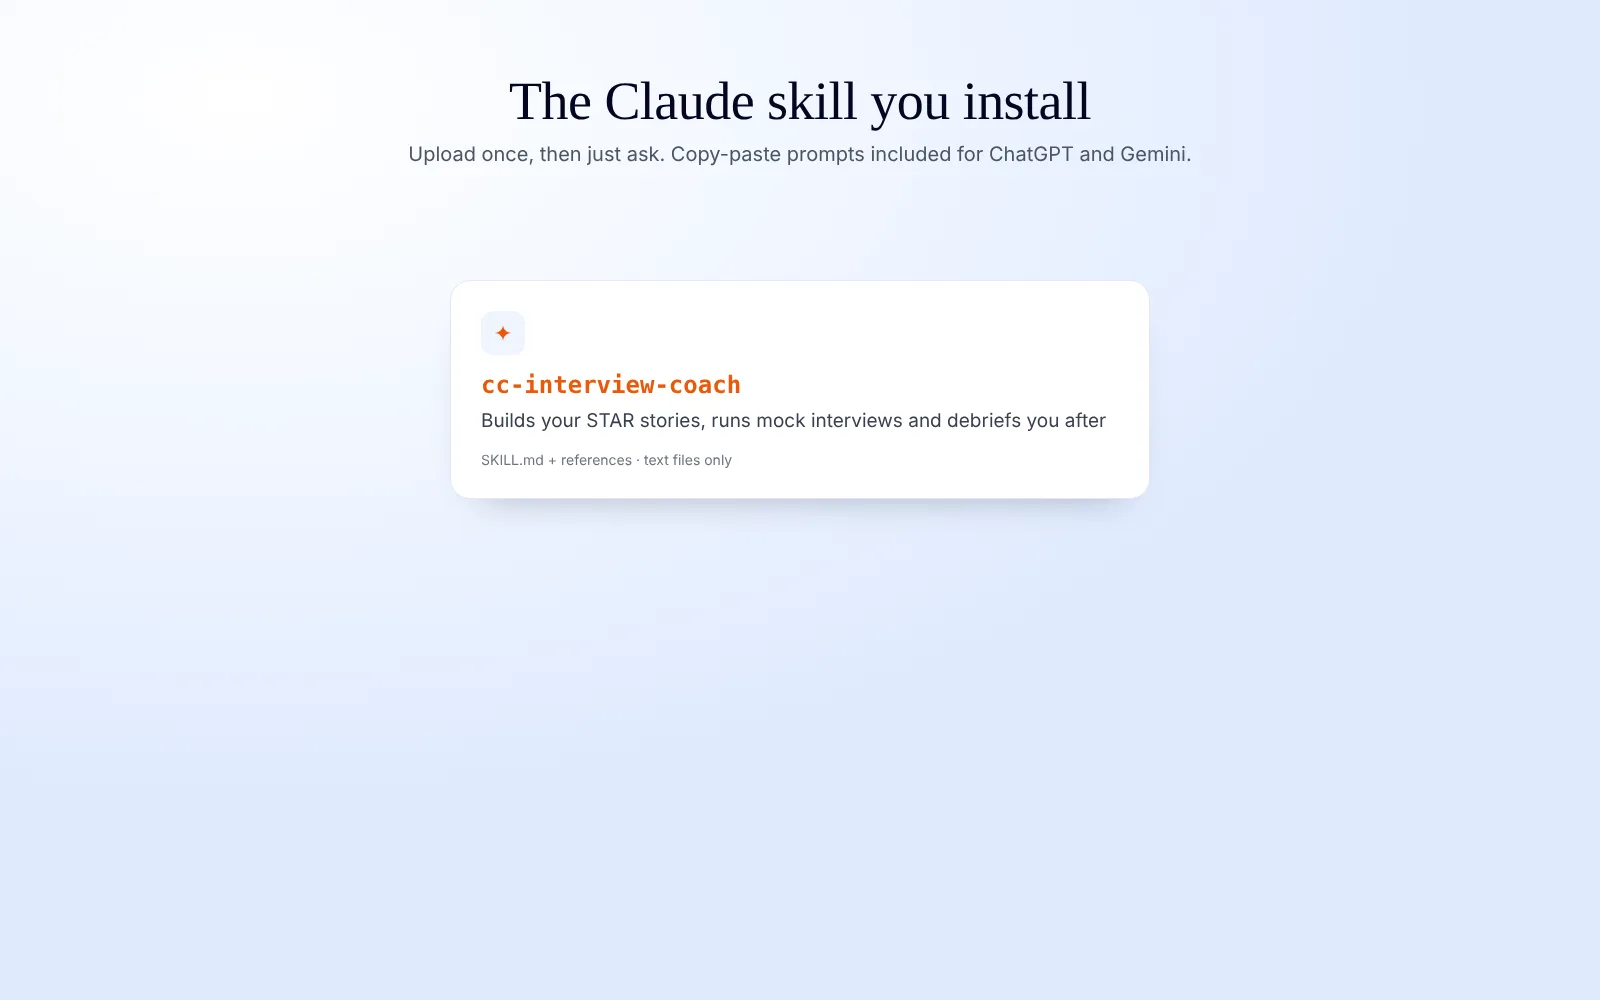 The Claude skill you install
Upload once, then just ask. Copy-paste prompts included for ChatGPT and Gemini.
cc-interview-coach
Builds your STAR stories, runs mock interviews and debriefs you after
SKILL.md + references · text files only